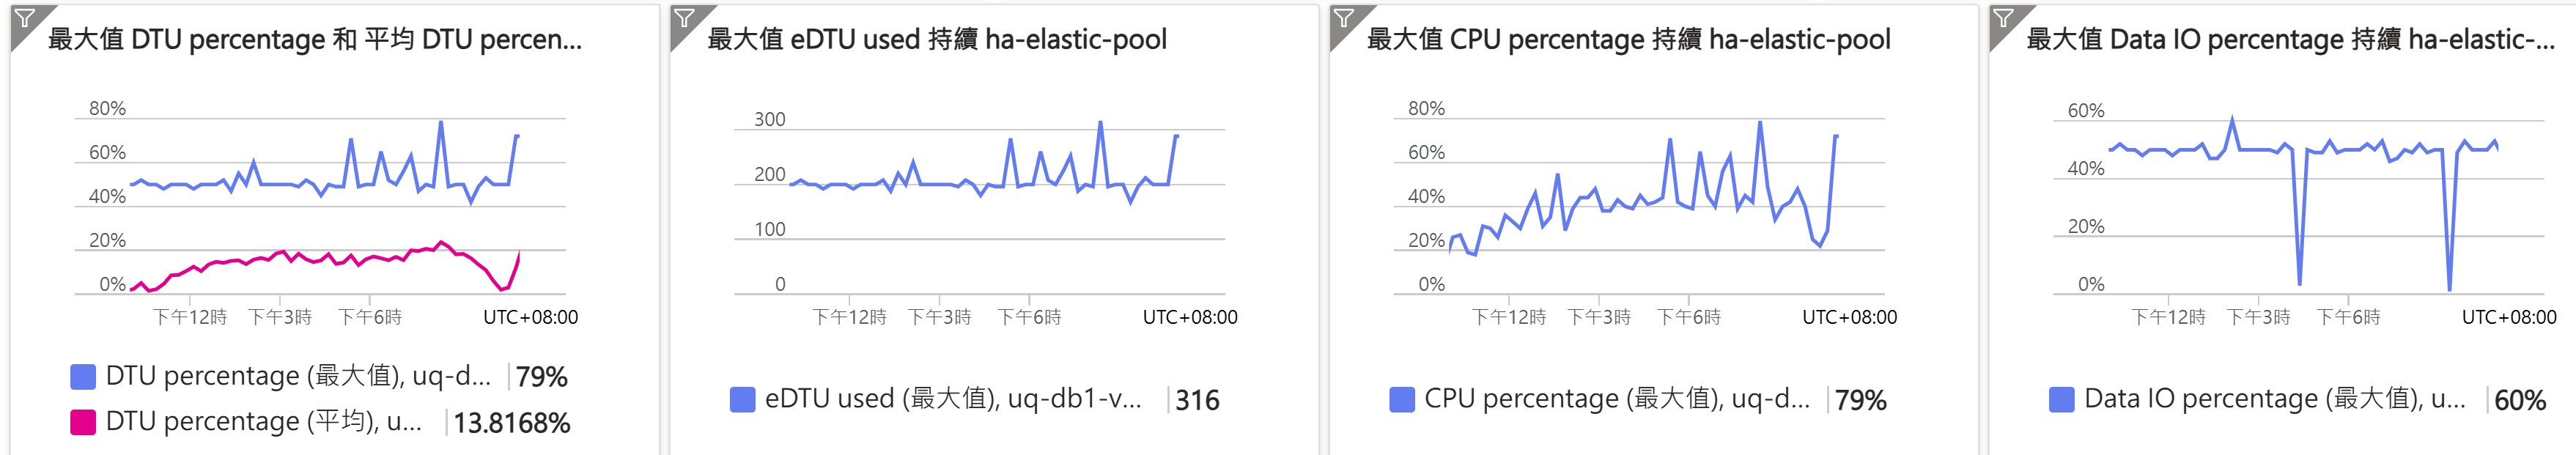 最大值 DTU percentage 和 平均 DTU percen...
80%
60%
40%
20%
0%
下午12時 下午3時 下午6時 UTC+08:00
DTU percentage (最大值), uq-d... 79%
DTU percentage (平均), u... 13.8168%
最大值 eDTU used 持續 ha-elastic-pool
300
200
100
0
下午12時 下午3時 下午6時 UTC+08:00
eDTU used (最大值), uq-db1-v... 316
最大值 CPU percentage 持續 ha-elastic-pool
80%
60%
40%
20%
0%
下午12時 下午3時 下午6時 UTC+08:00
CPU percentage (最大值), uq-d... 79%
最大值 Data IO percentage 持續 ha-elastic-...
60%
40%
20%
0%
下午12時 下午3時 下午6時 UTC+08:00
Data IO percentage (最大值), u... 60%